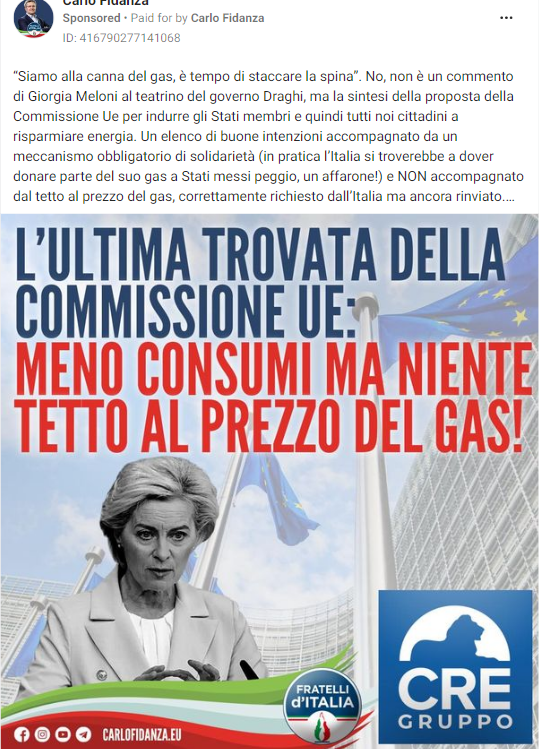 Carlo Fidanza
Sponsored • Paid for by Carlo Fidanza
ID: 416790277141068
“Siamo alla canna del gas, è tempo di staccare la spina”. No, non è un commento
di Giorgia Meloni al teatrino del governo Draghi, ma la sintesi della proposta della
Commissione Ue per indurre gli Stati membri e quindi tutti noi cittadini a
risparmiare energia. Un elenco di buone intenzioni accompagnato da un
meccanismo obbligatorio di solidarietà (in pratica l’Italia si troverebbe a dover
donare parte del suo gas a Stati messi peggio, un affarone!) e NON accompagnato
dal tetto al prezzo del gas, correttamente richiesto dall’Italia ma ancora rinviato....
L’ULTIMA TROVATA DELLA
COMMISSIONE UE:
MENO CONSUMI MA NIENTE
TETTO AL PREZZO DEL GAS!
FRATELLI
d’ITALIA
CRE
GRUPPO
CARLOFIDANZA.EU